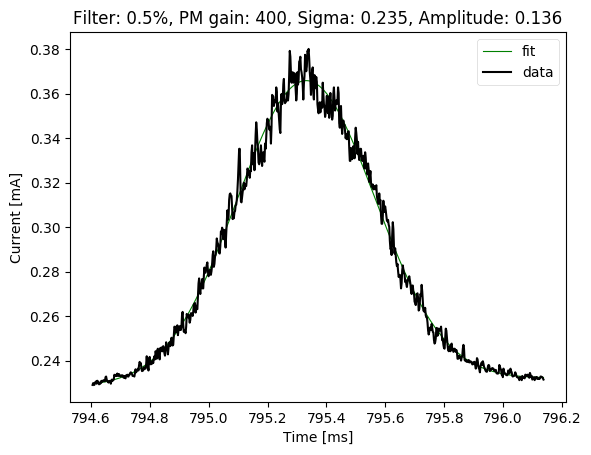 Filter: 0.5%, PM gain: 400, Sigma: 0.235, Amplitude: 0.136
fit
data
0.38
0.36
0.34
0.32
0.30
0.28
0.26
0.24
Current [mA]
794.6 794.8 795.0 795.2 795.4 795.6 795.8 796.0 796.2
Time [ms]